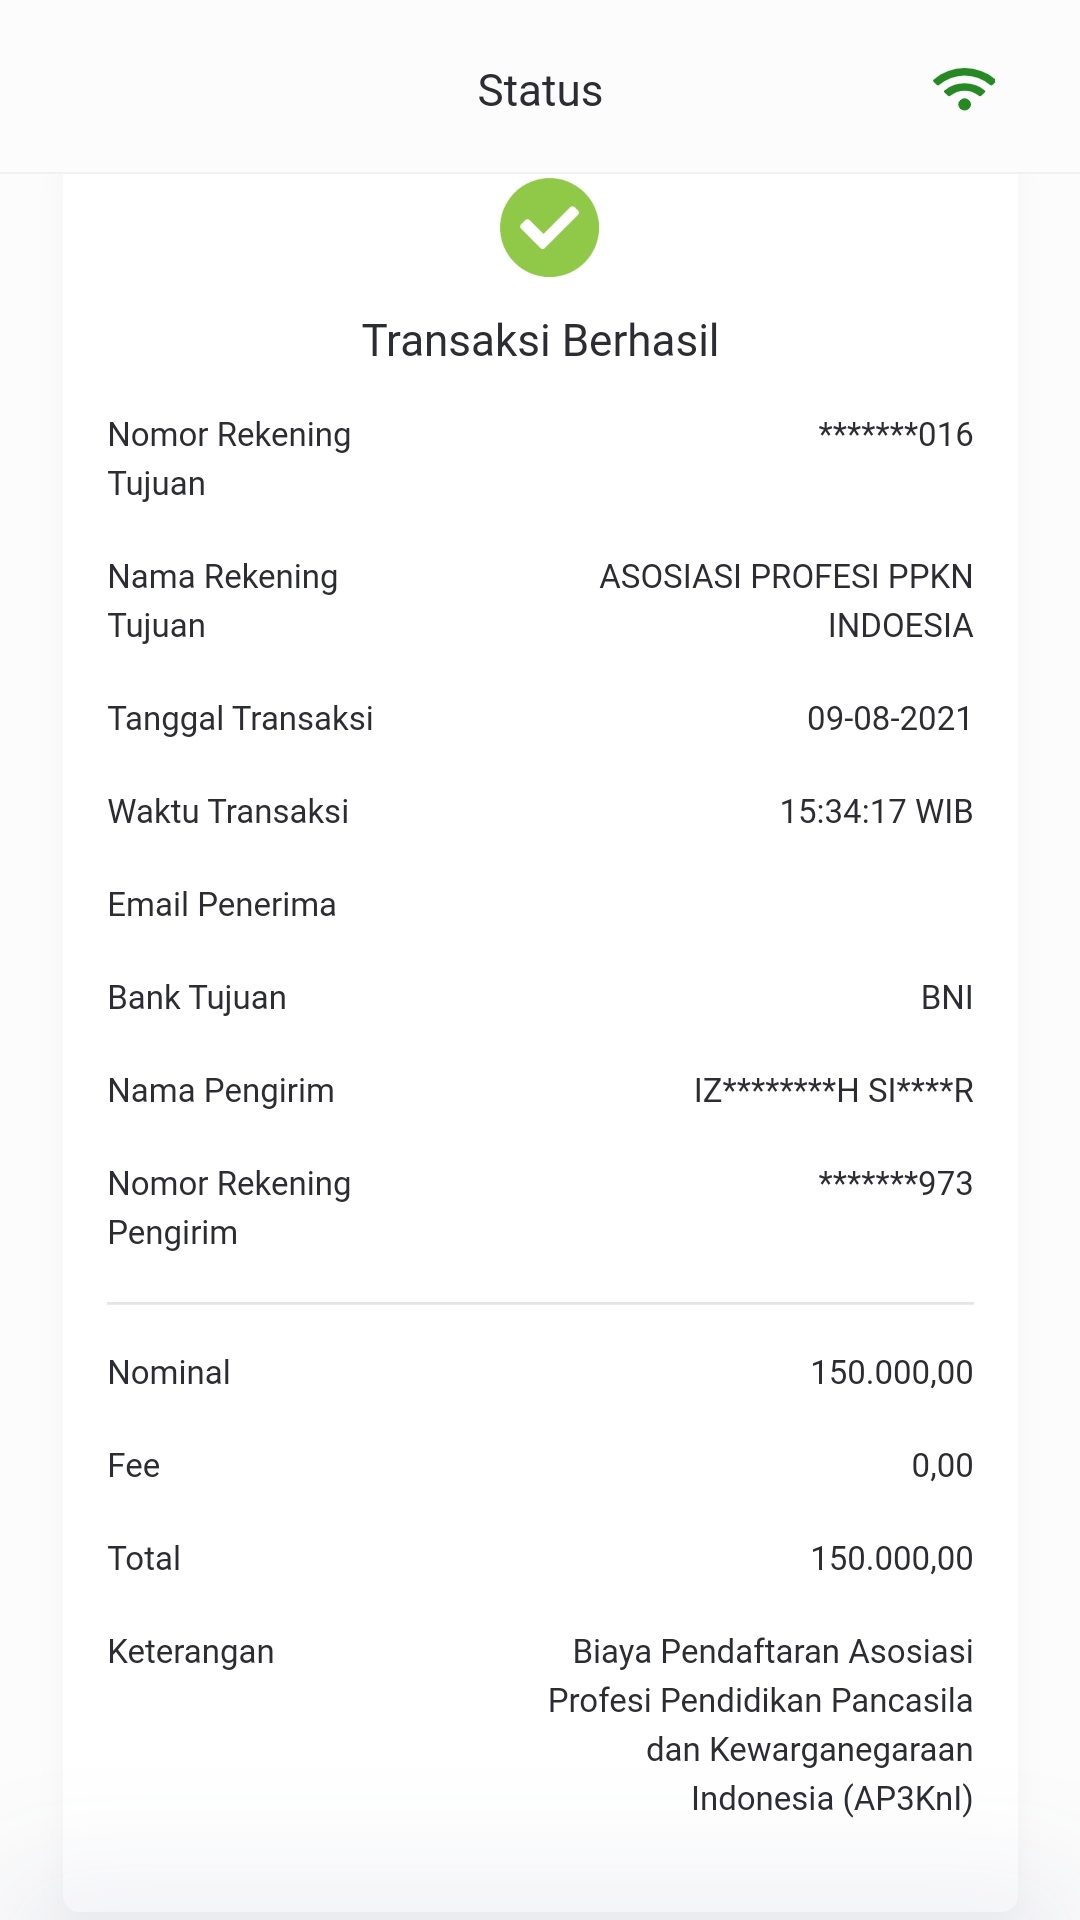 Status
Transaksi Berhasil
Nomor Rekening Tujuan
*******016
Nama Rekening Tujuan
ASOSIASI PROFESI PPKN
INDOESIA
Tanggal Transaksi 09-08-2021
Waktu Transaksi 15:34:17 WIB
Email Penerima
Bank Tujuan BNI
Nama Pengirim IZ********H SI****R
Nomor Rekening Pengirim
*******973
Nominal 150.000,00
Fee 0,00
Total 150.000,00
Keterangan Biaya Pendaftaran Asosiasi
Profesi Pendidikan Pancasila
dan Kewarganegaraan
Indonesia (AP3KnI)